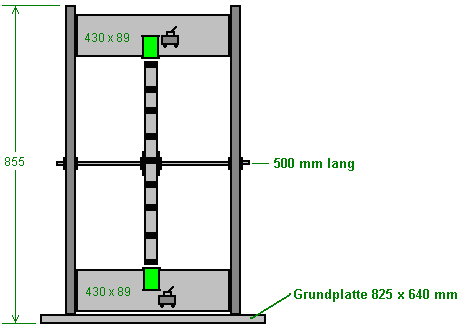 430 x 89
855
500 mm lang
430 x 89
Grundplatte 825 x 640 mm